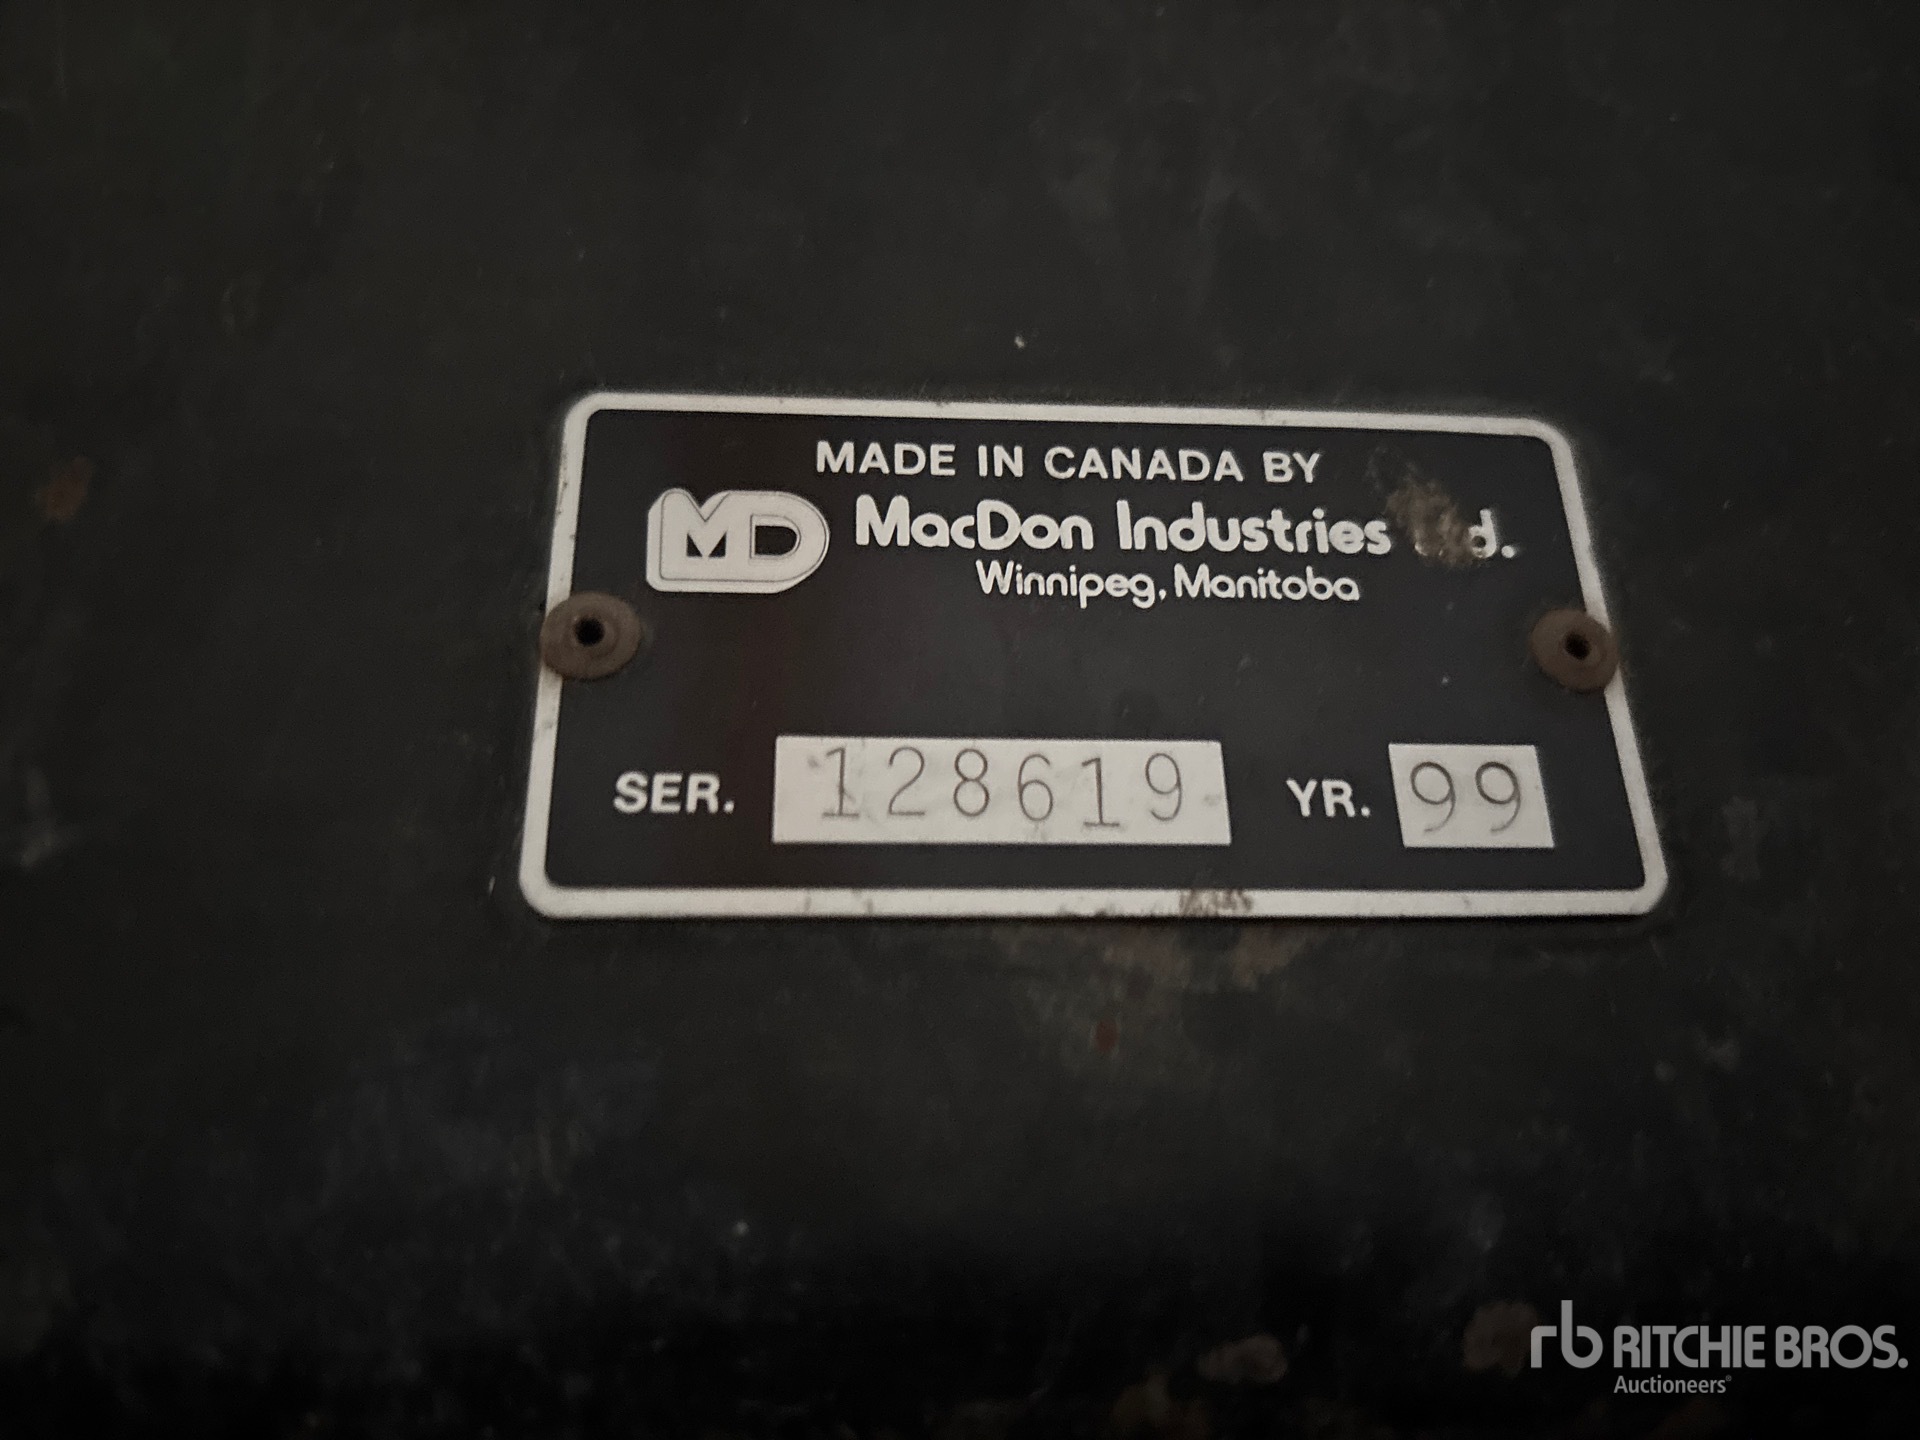 MADE IN CANADA BY
MD MacDon Industries
Winnipeg, Manitoba
SER. 128619 YR. 99
rb RITCHIE BROS.
Auctioneers®